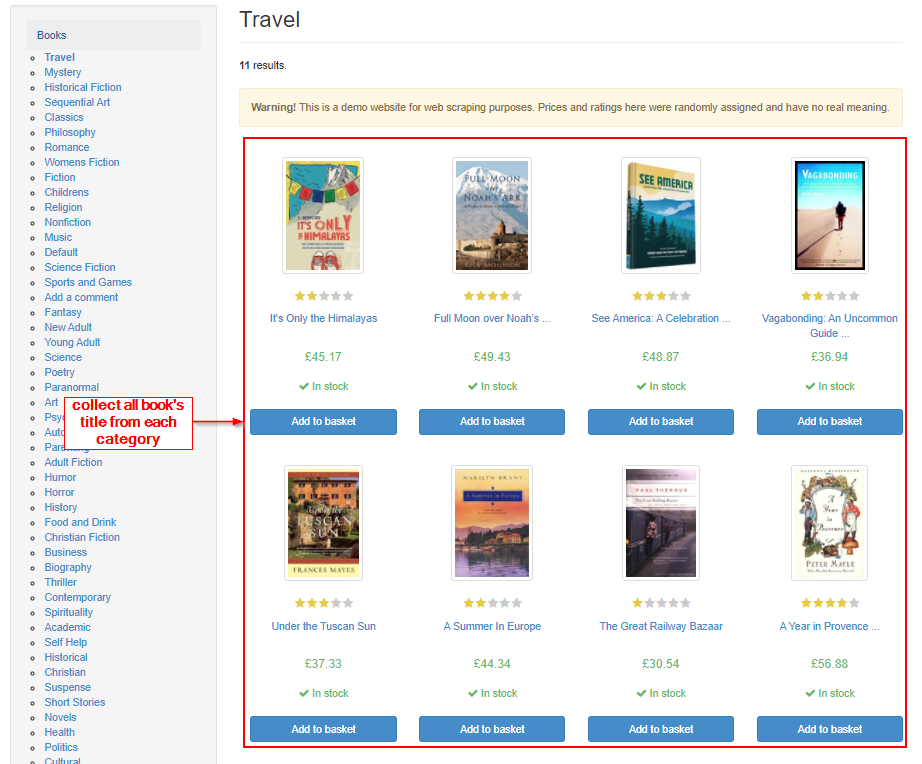 Books
Travel
Mystery
Historical Fiction
Sequential Art
Classics
Philosophy
Romance
Womens Fiction
Fiction
Childrens
Religion
Nonfiction
Music
Default
Science Fiction
Sports and Games
Add a comment
Fantasy
New Adult
Young Adult
Science
Poetry
Paranormal
Art
collect all book's
title from each
category
Adult Fiction
Humor
Horror
History
Food and Drink
Christian Fiction
Business
Biography
Thriller
Contemporary
Spirituality
Academic
Self Help
Historical
Christian
Suspense
Short Stories
Novels
Health
Politics
Cultural
Travel
11 results.
Warning! This is a demo website for web scraping purposes. Prices and ratings here were randomly assigned and have no real meaning.
IT'S ONLY
THE HIMALAYAS
FULL MOON
OVER
NOAH'S ARK
SEE AMERICA
VAGABONDING
It's Only the Himalayas
Full Moon over Noah's ...
See America: A Celebration ...
Vagabonding: An Uncommon
Guide ...
£45.17
£49.43
£48.87
£36.94
In stock
In stock
In stock
In stock
Add to basket
Add to basket
Add to basket
Add to basket
Under the
TUSCAN
SUN
FRANCES MAYES
MARILYN BRANT
A Summer in Europe
PAUL THEROUX
The Great Railway Bazaar
NATIONAL BESTSELLER
A
Year in
Provence
PETER MAYLE
Under the Tuscan Sun
A Summer In Europe
The Great Railway Bazaar
A Year in Provence ...
£37.33
£44.34
£30.54
£56.88
In stock
In stock
In stock
In stock
Add to basket
Add to basket
Add to basket
Add to basket